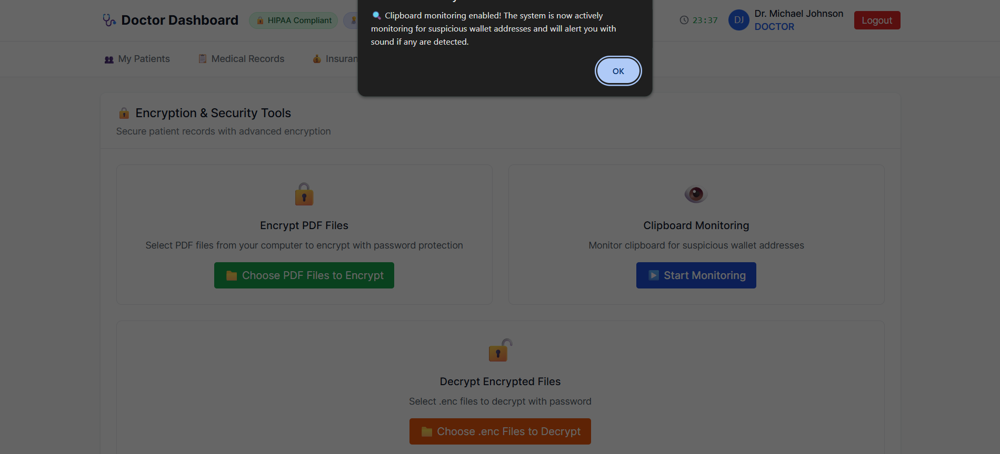 Clipboard monitoring enabled! The system is now actively
monitoring for suspicious wallet addresses and will alert you with
sound if any are detected.
OK
Doctor Dashboard
HIPAA Compliant
23:37
DJ
Dr. Michael Johnson
DOCTOR
Logout
My Patients
Medical Records
Insuran
Encryption & Security Tools
Secure patient records with advanced encryption
Encrypt PDF Files
Select PDF files from your computer to encrypt with password protection
Choose PDF Files to Encrypt
Clipboard Monitoring
Monitor clipboard for suspicious wallet addresses
Start Monitoring
Decrypt Encrypted Files
Select .enc files to decrypt with password
Choose .enc Files to Decrypt